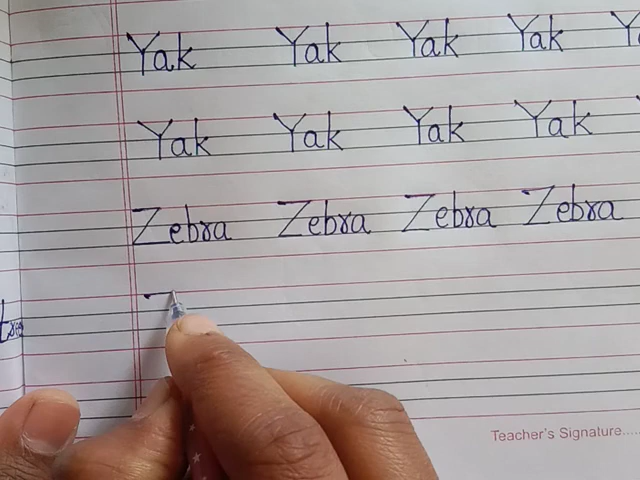 Yak Yak Yak Yak
Yak Yak Yak Yak
Zebra Zebra Zebra Zebra
Teacher's Signature.....